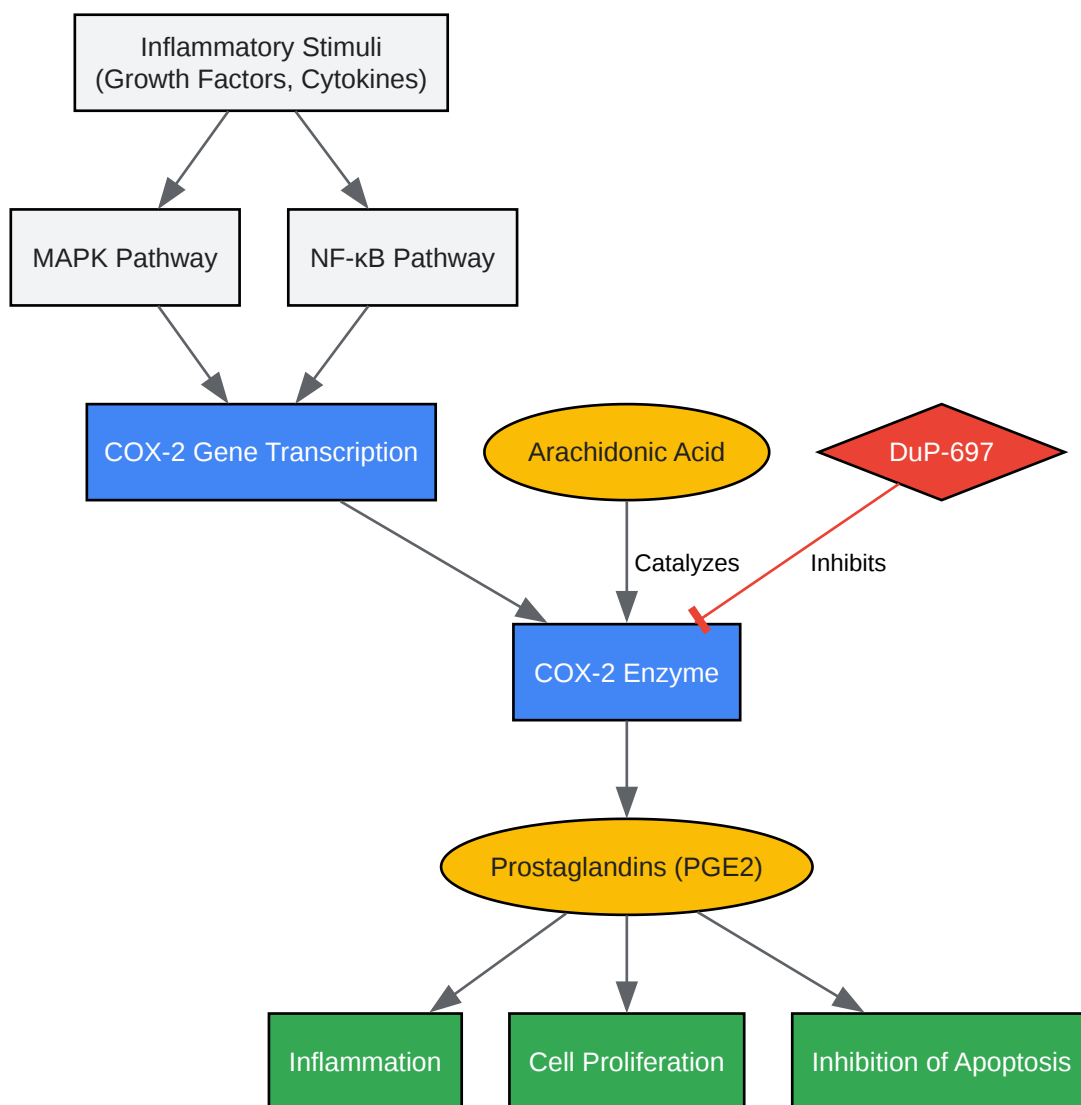 Inflammatory Stimuli
(Growth Factors, Cytokines)
MAPK Pathway
NF-κB Pathway
COX-2 Gene Transcription
Arachidonic Acid
DuP-697
Catalyzes
Inhibits
COX-2 Enzyme
Prostaglandins (PGE2)
Inflammation
Cell Proliferation
Inhibition of Apoptosis